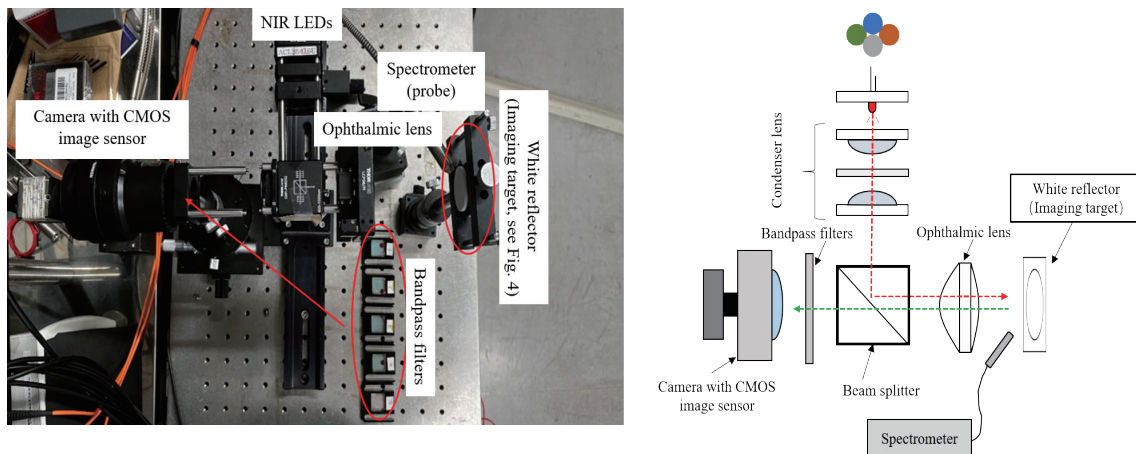 NIR LEDs
Spectrometer
(probe)
Camera with CMOS
image sensor
Ophthalmic lens
White reflector
(Imaging target, see Fig. 4)
Bandpass filters
Condenser lens
White reflector
(Imaging target)
Bandpass filters
Ophthalmic lens
Camera with CMOS
image sensor
Beam splitter
Spectrometer